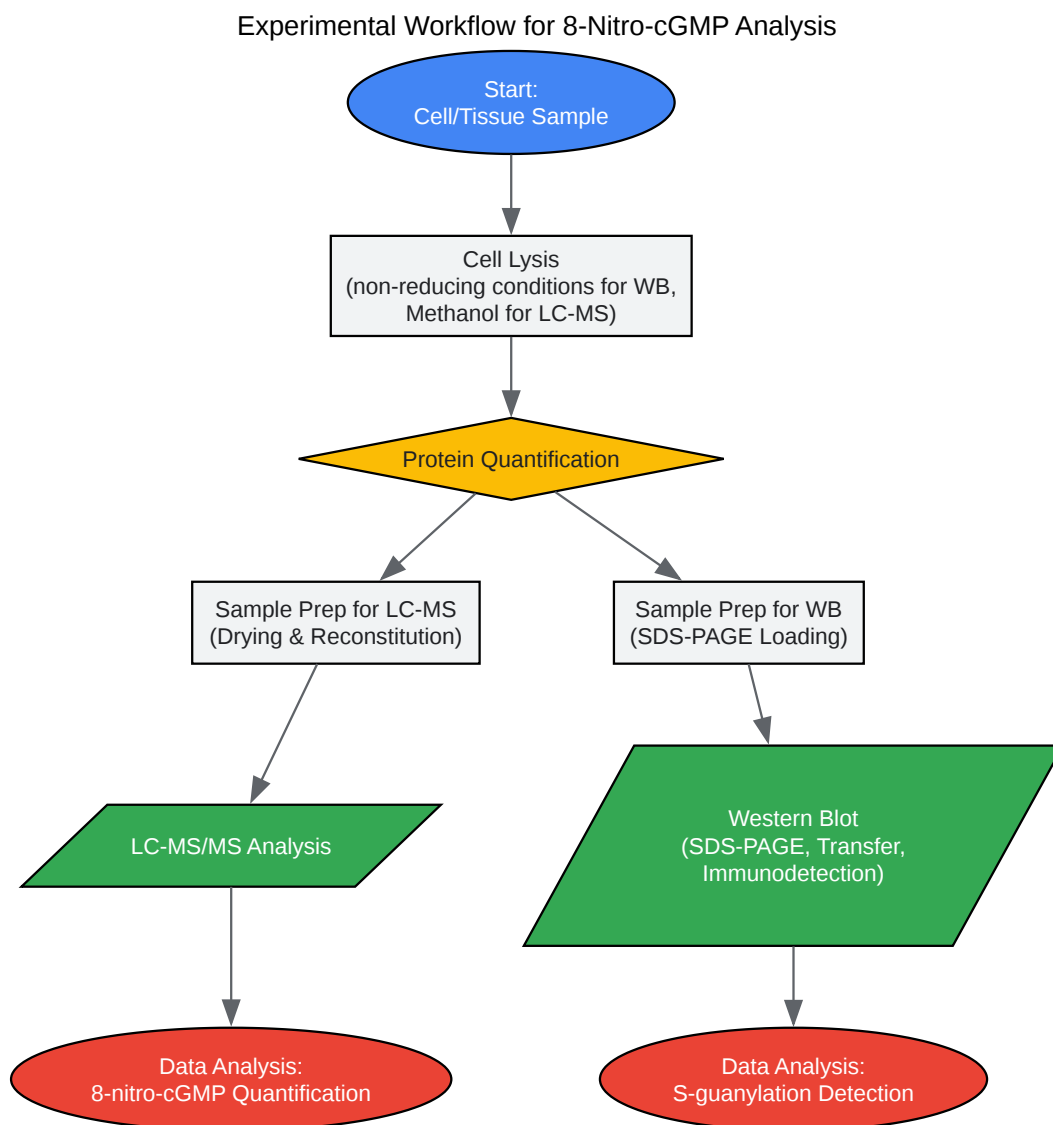 Experimental Workflow for 8-Nitro-cGMP Analysis
Start:
Cell/Tissue Sample
Cell Lysis
(non-reducing conditions for WB,
Methanol for LC-MS)
Protein Quantification
Sample Prep for LC-MS
(Drying & Reconstitution)
Sample Prep for WB
(SDS-PAGE Loading)
LC-MS/MS Analysis
Western Blot
(SDS-PAGE, Transfer,
Immunodetection)
Data Analysis:
8-nitro-cGMP Quantification
Data Analysis:
S-guanylation Detection